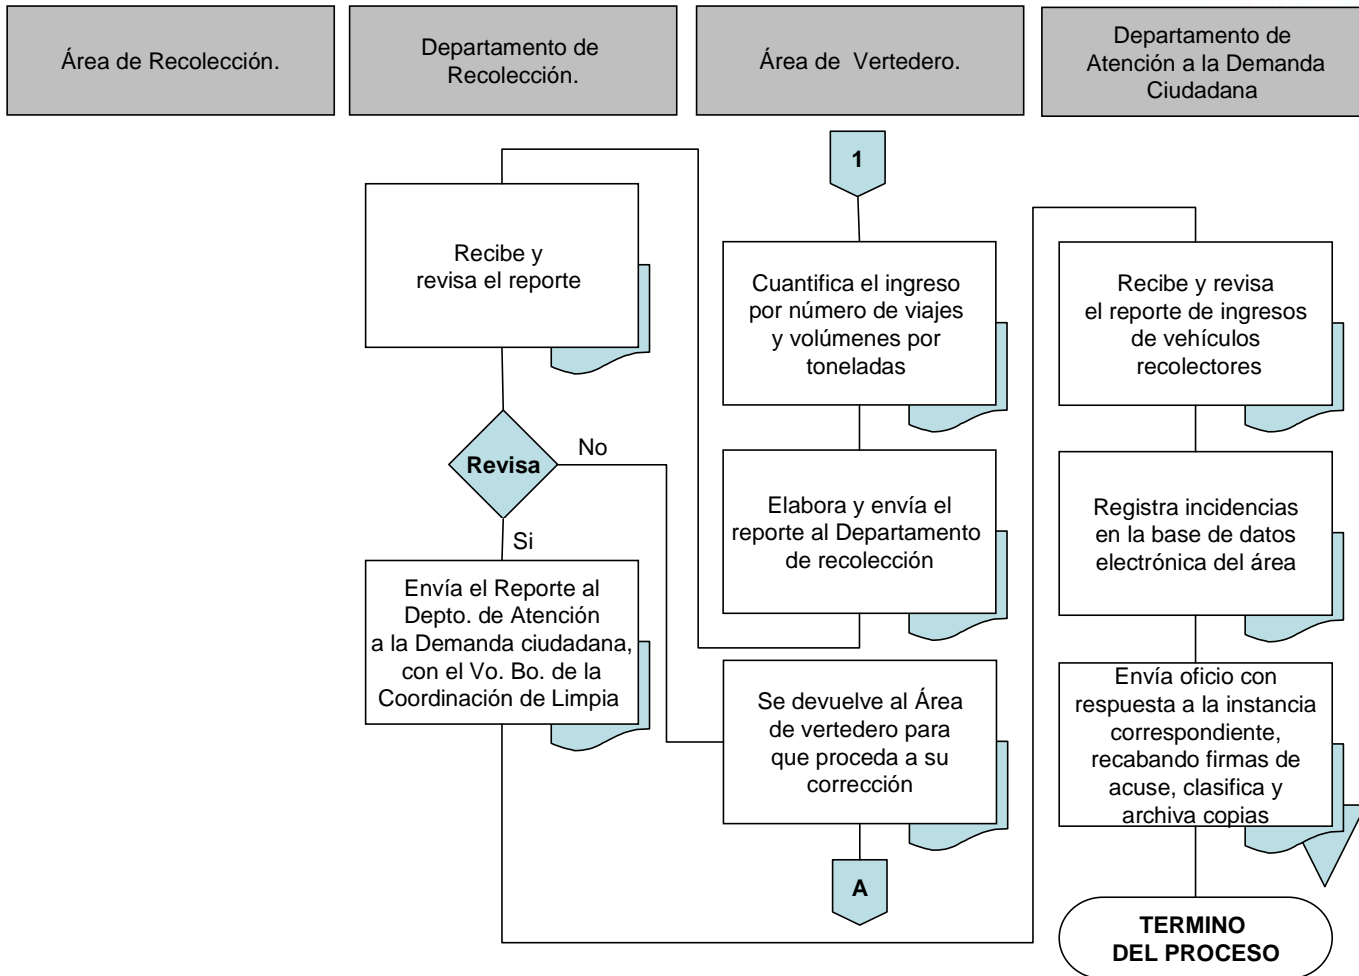 Área de Recolección.
Departamento de
Recolección.
Área de Vertedero.
Departamento de
Atención a la Demanda
Ciudadana
1
Recibe y
revisa el reporte
Cuantifica el ingreso
por número de viajes
y volúmenes por
toneladas
Recibe y revisa
el reporte de ingresos
de vehículos
recolectores
Revisa
No
Si
Elabora y envía el
reporte al Departamento
de recolección
Registra incidencias
en la base de datos
electrónica del área
Envía el Reporte al
Depto. de Atención
a la Demanda ciudadana,
con el Vo. Bo. de la
Coordinación de Limpia
Se devuelve al Área
de vertedero para
que proceda a su
corrección
Envía oficio con
respuesta a la instancia
correspondiente,
recabando firmas de
acuse, clasifica y
archiva copias
A
TERMINO
DEL PROCESO